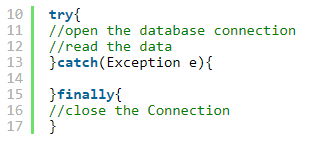 10 try{
11 //open the database connection
12 //read the data
13 }catch(Exception e){
14
15 }finally{
16 //close the Connection
17 }